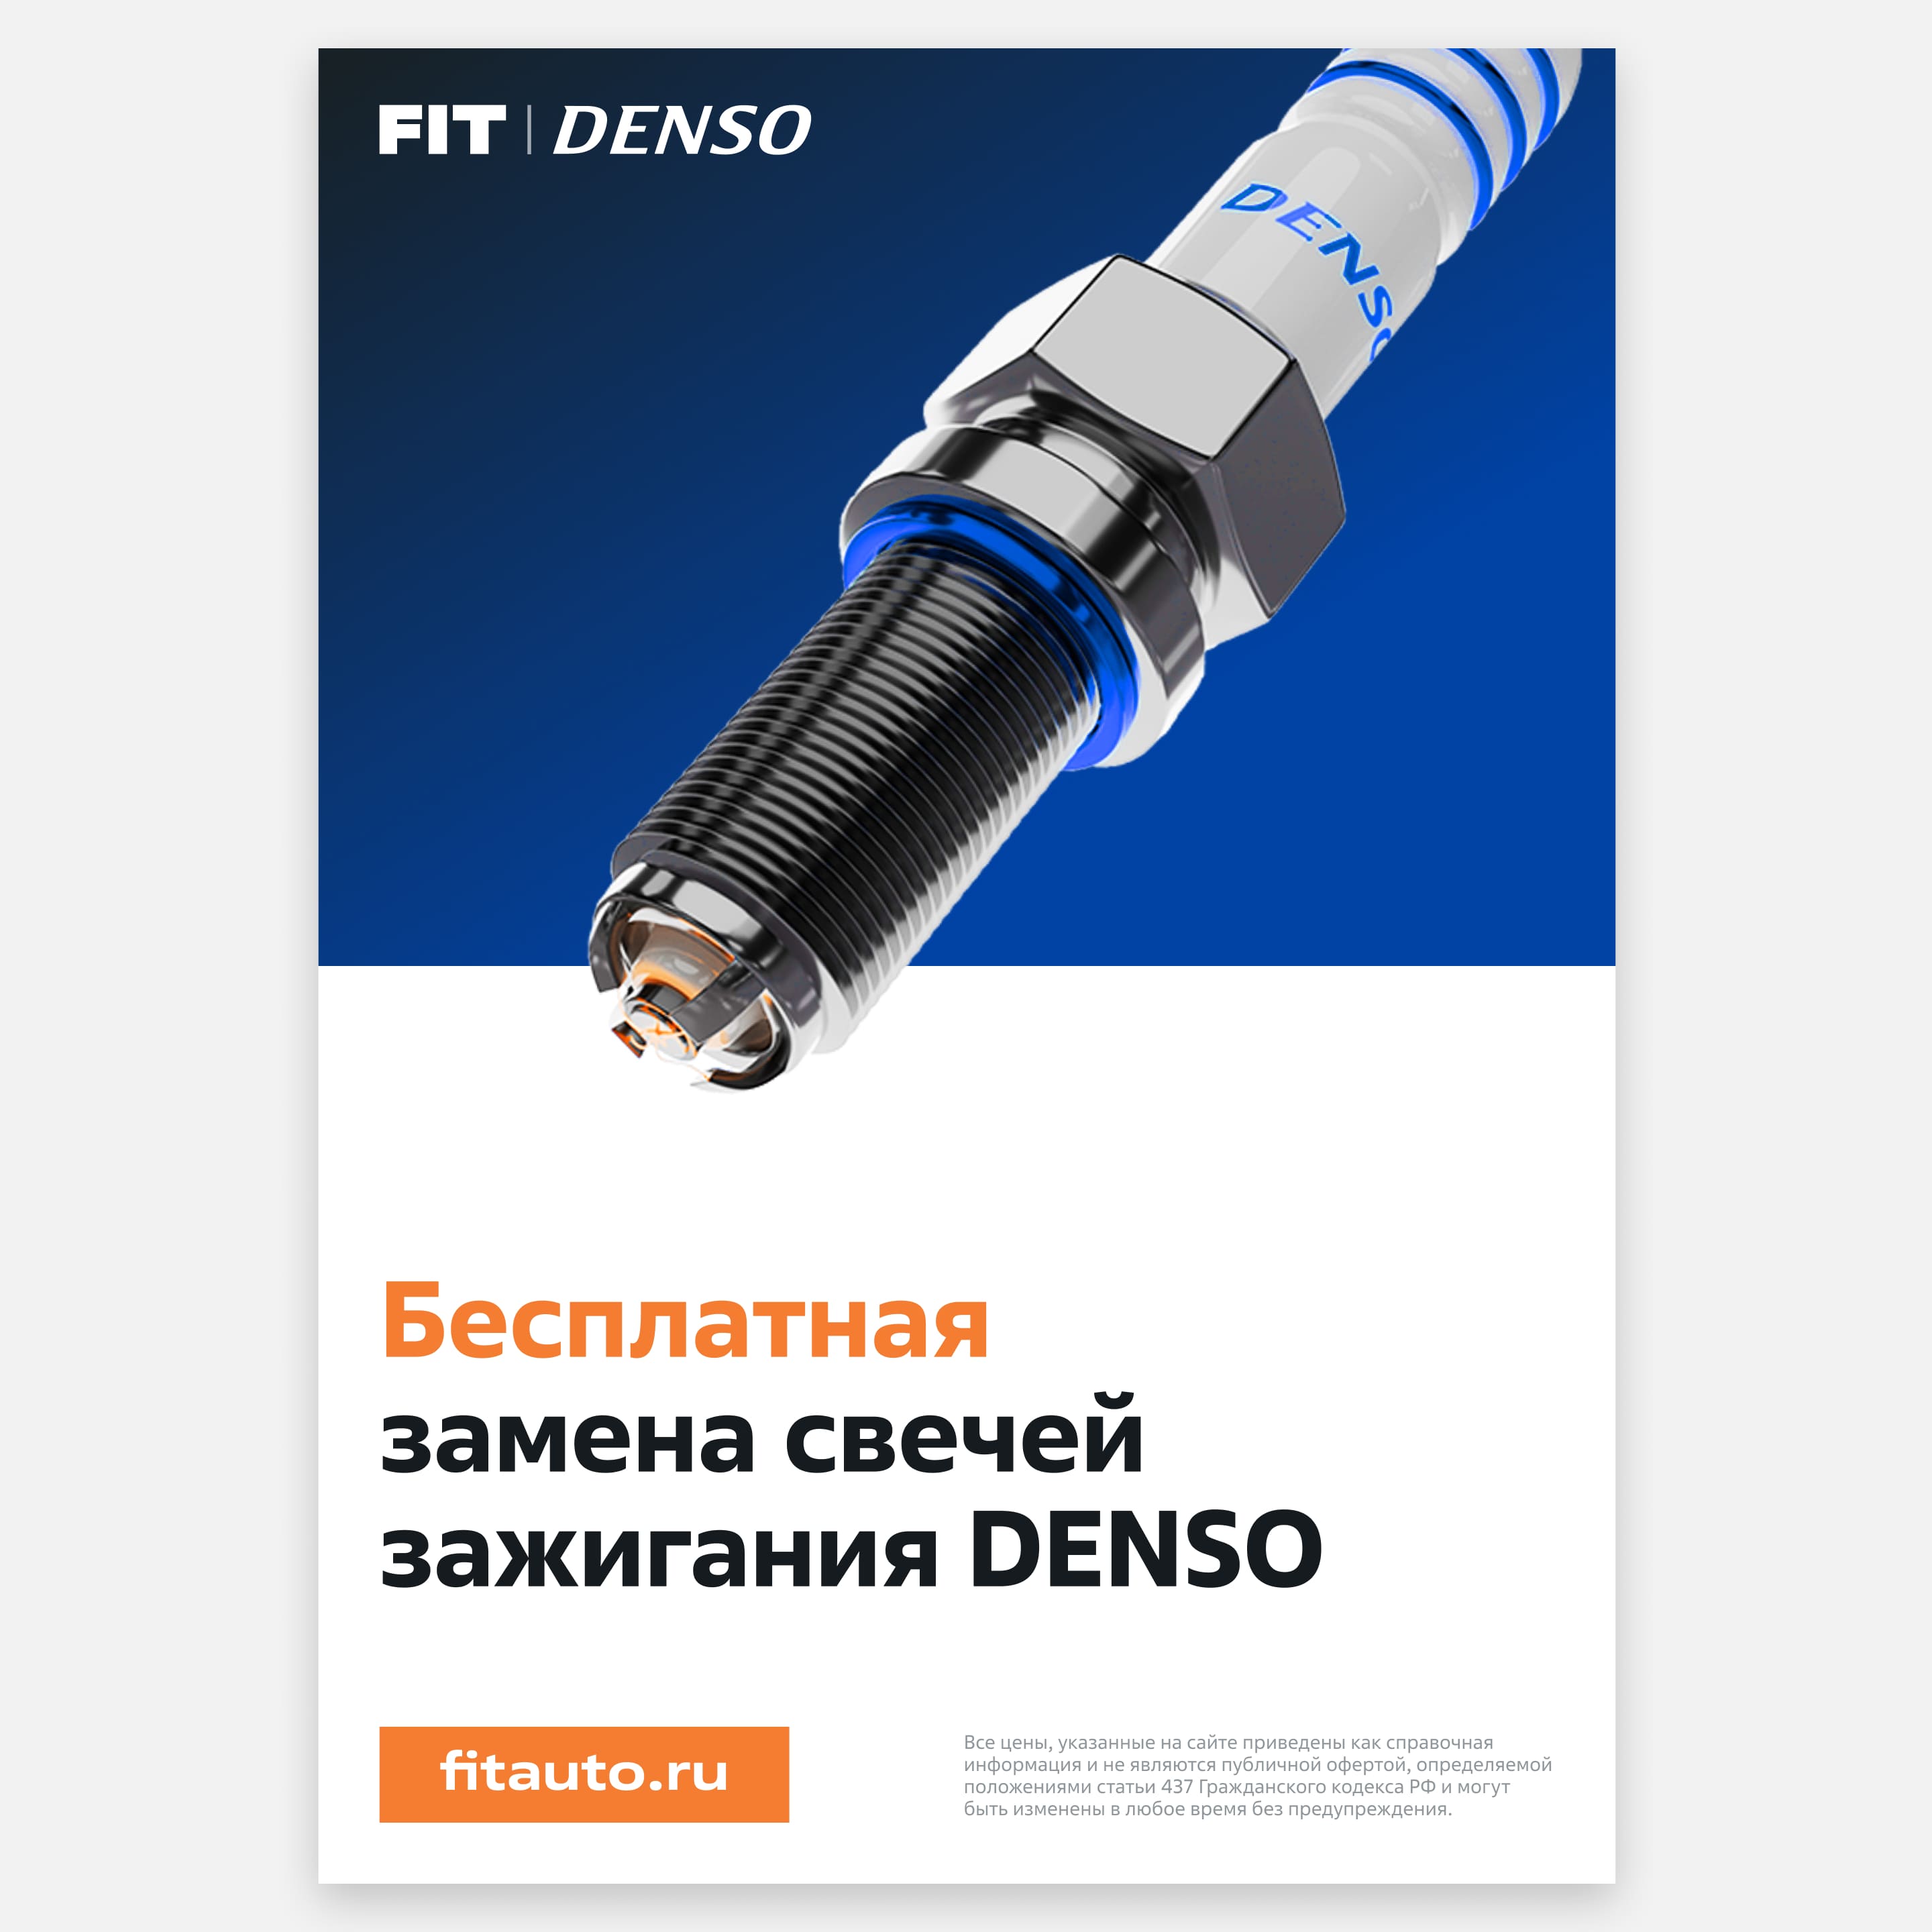 FIT | DENSO
DENSO
Бесплатная
замена свечей
зажигания DENSO
fitauto.ru
Все цены, указанные на сайте приведены как справочная
информация и не являются публичной офертой, определяемой
положениями статьи 437 Гражданского кодекса РФ и могут
быть изменены в любое время без предупреждения.